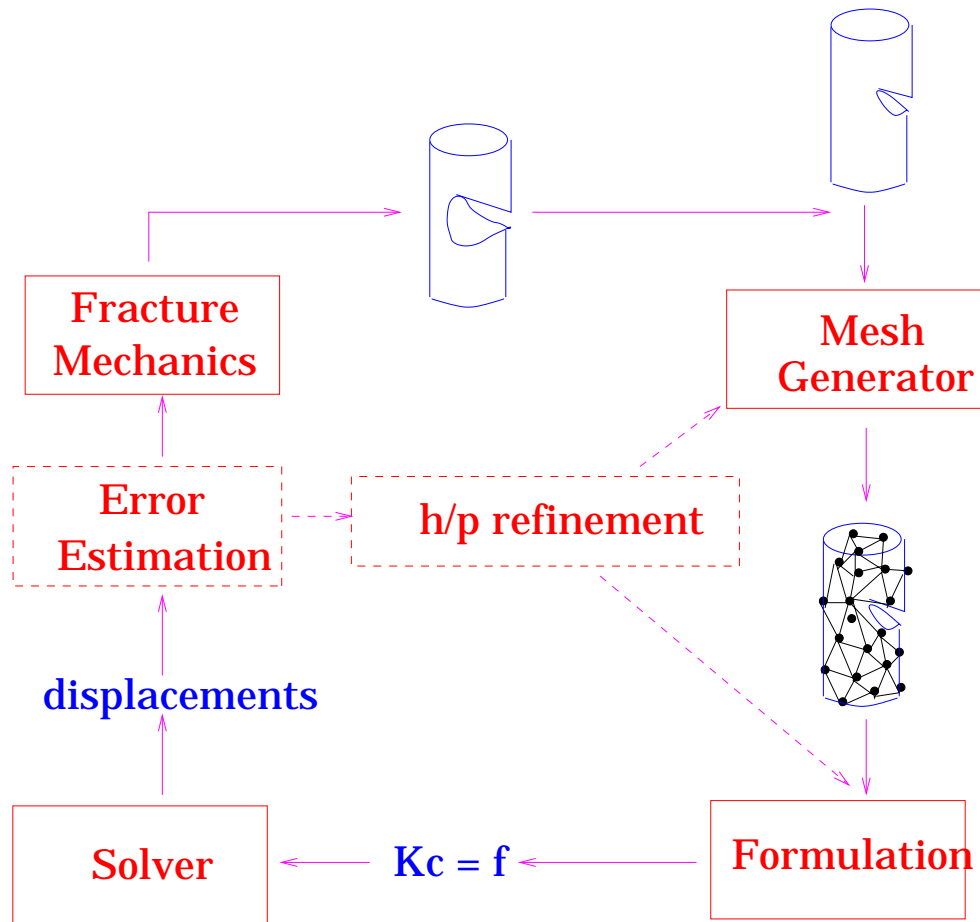 Fracture
Mechanics
Mesh
Generator
Error
Estimation
h/p refinement
displacements
Solver
Kc = f
Formulation